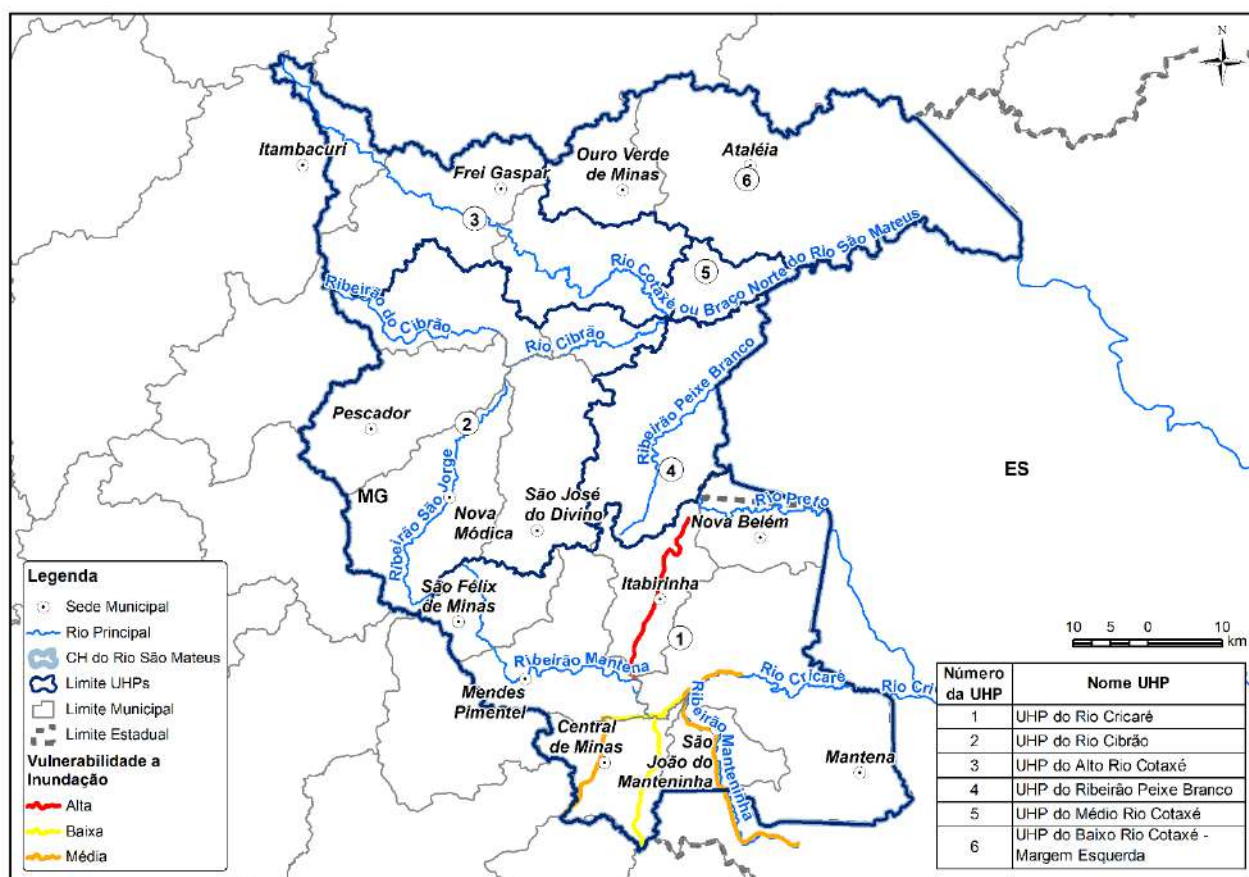 N
Itambacuri
Frei Gaspar
Ouro Verde
de Minas
Ataléia
6
3
5
Rio Cotaxé ou Braço Norte do Rio São Mateus
Ribeirão do Cibrão
Rio Cibrão
Ribeirão Peixe Branco
Pescador
2
4
MG
ES
Ribeirão São Jorge
Nova
Módica
São José
do Divino
Rio Preto
Nova Belém
São Félix
de Minas
Itabirinha
1
Ribeirão Mantena
Rio Cricaré
Rio Cri
Mendes
Pimentel
Central
de Minas
São
João do
Manteninha
Ribeirão Manteninha
Mantena
Legenda
Sede Municipal
Rio Principal
CH do Rio São Mateus
Limite UHPs
Limite Municipal
Limite Estadual
Vulnerabilidade a
Inundação
Alta
Baixa
Média
10 5 0 10
km
Número
da UHP
Nome UHP
1 UHP do Rio Cricaré
2 UHP do Rio Cibrão
3 UHP do Alto Rio Cotaxé
4 UHP do Ribeirão Peixe Branco
5 UHP do Médio Rio Cotaxé
6 UHP do Baixo Rio Cotaxé -
Margem Esquerda